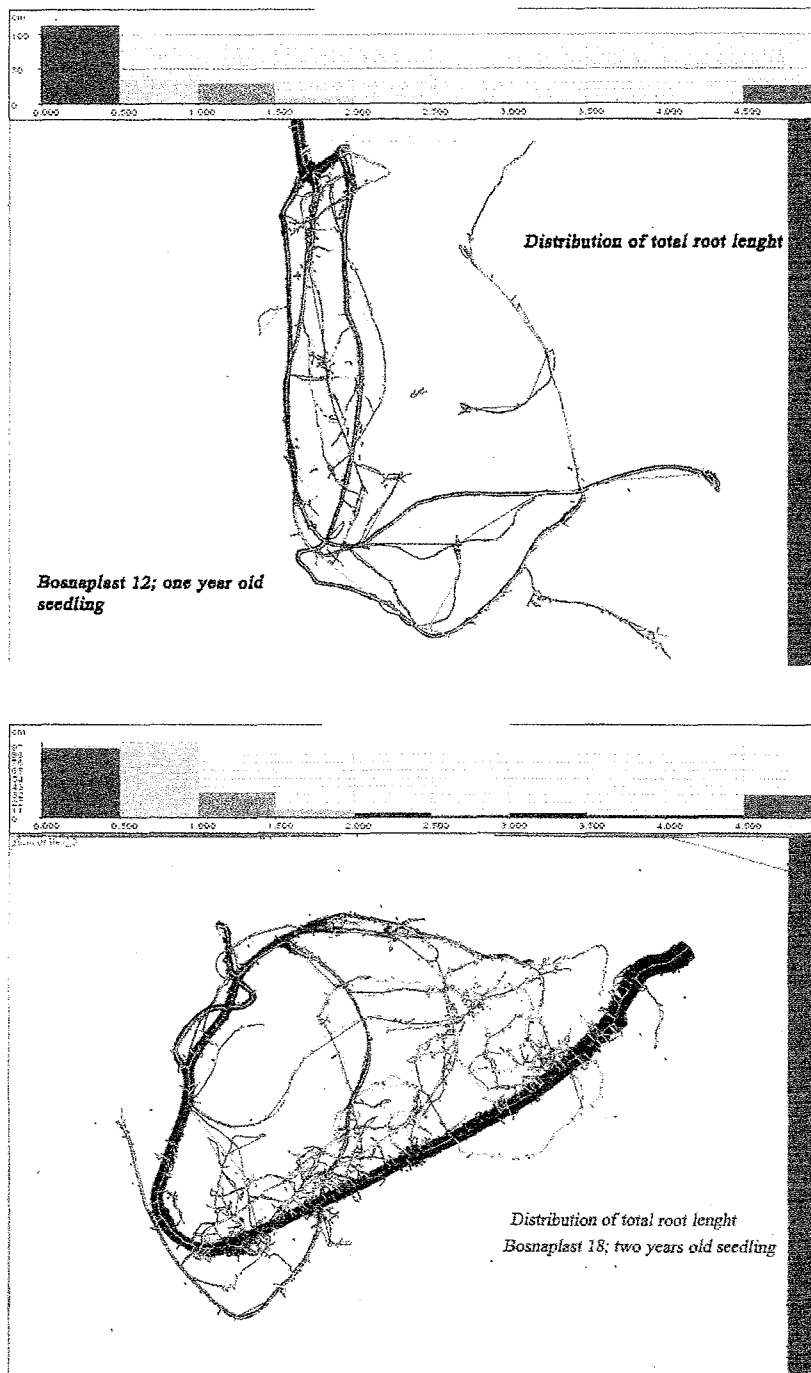 cm
100
50
0
0.000 0.500 1.000 1.500 2.000 2.500 3.000 3.500 4.000 4.500
Distribution of total root lenght
Bosnaplast 12; one year old
seedling
cm
0
0.000 0.500 1.000 1.500 2.000 2.500 3.000 3.500 4.000 4.500
Distribution of total root lenght
Bosnaplast 18; two years old seedling